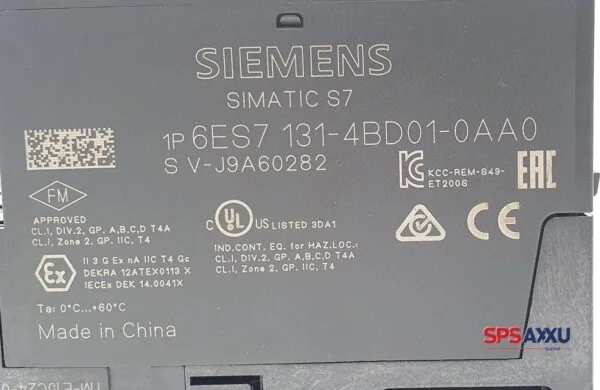 SIEMENS
SIMATIC S7
1P 6ES7 131-4BD01-0AA0
S V-J9A60282
KCC-REM-S49-
ET200S
EAC
FM
APPROVED
CL.I, DIV.2, GP. A,B,C,D T4A
CL.I, Zone 2, GP. IIC, T4
C UL US LISTED 3DA1
IND.CONT. EQ. for HAZ.LOC.:
CL.I, DIV.2, GP. A,B,C,D T4A
CL.I, Zone 2, GP. IIC, T4
Ex
II 3 G Ex nA IIC T4 Gc
DEKRA 12ATEX0113 X
IECEx DEK 14.0041X
Ta: 0°C...+60°C
Made in China
SPSAXXU